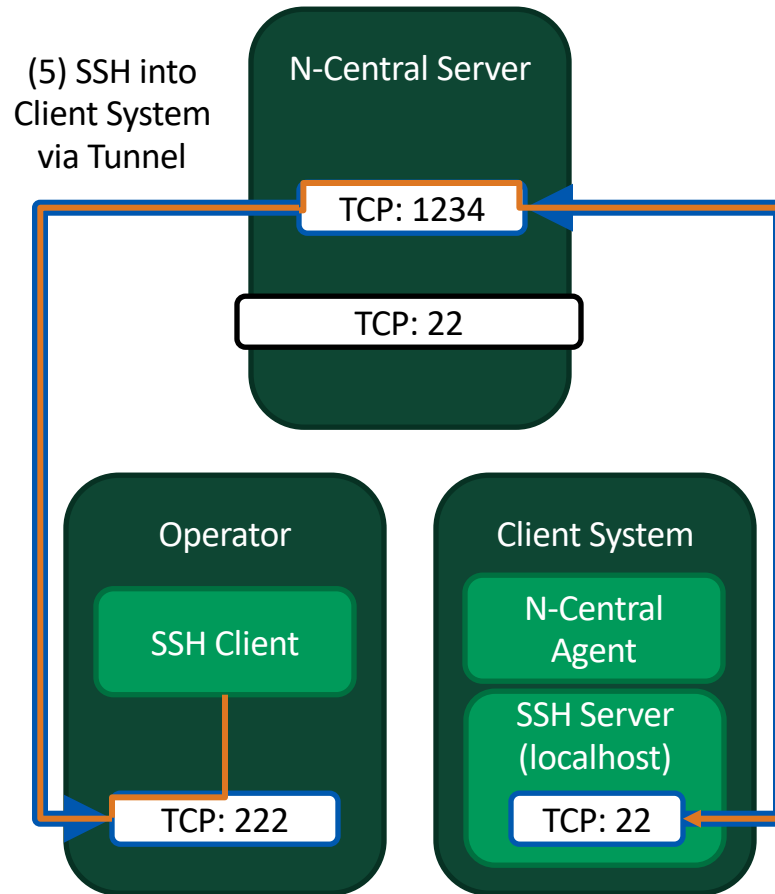 (5) SSH into
Client System
via Tunnel
N-Central Server
TCP: 1234
TCP: 22
Operator
SSH Client
TCP: 222
Client System
N-Central
Agent
SSH Server
(localhost)
TCP: 22